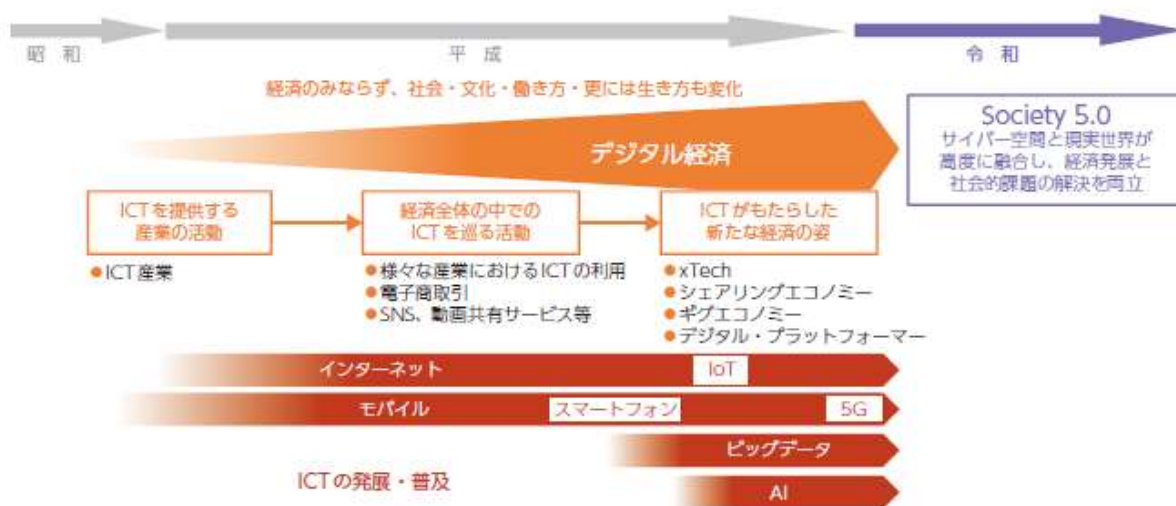 昭 和
平 成
令 和
経済のみならず、社会・文化・働き方・更には生き方も変化
デジタル経済
Society 5.0
サイバー空間と現実世界が
高度に融合し、経済発展と
社会的課題の解決を両立
ICTを提供する
産業の活動
経済全体の中での
ICTを巡る活動
ICTがもたらした
新たな経済の姿
●ICT産業
●様々な産業におけるICTの利用
●電子商取引
●SNS、動画共有サービス等
●xTech
●シェアリングエコノミー
●ギグエコノミー
●デジタル・プラットフォーマー
インターネット
IoT
モバイル
スマートフォン
5G
ビッグデータ
ICTの発展・普及
AI